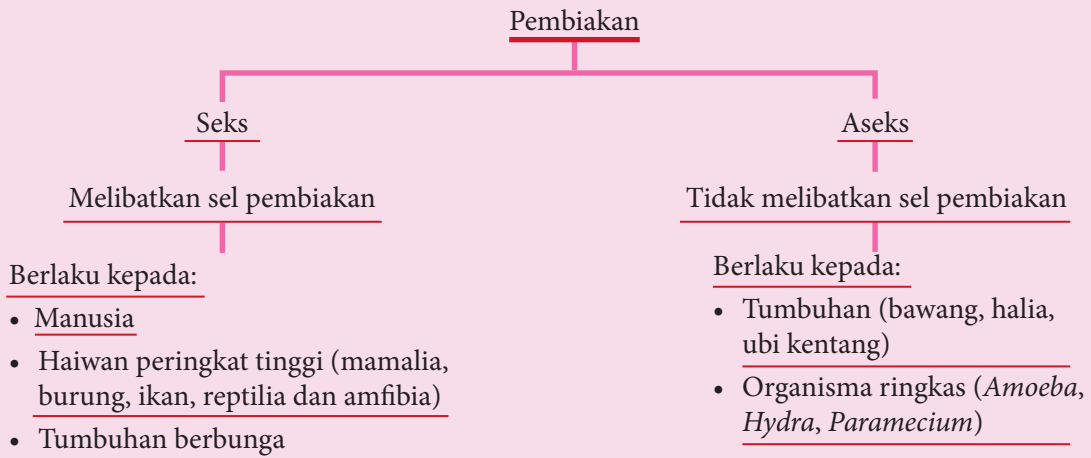 Pembiakan
Seks
Melibatkan sel pembiakan
Berlaku kepada:
• Manusia
• Haiwan peringkat tinggi (mamalia,
burung, ikan, reptilia dan amfibia)
• Tumbuhan berbunga
Aseks
Tidak melibatkan sel pembiakan
Berlaku kepada:
• Tumbuhan (bawang, halia,
ubi kentang)
• Organisma ringkas (Amoeba,
Hydra, Paramecium)